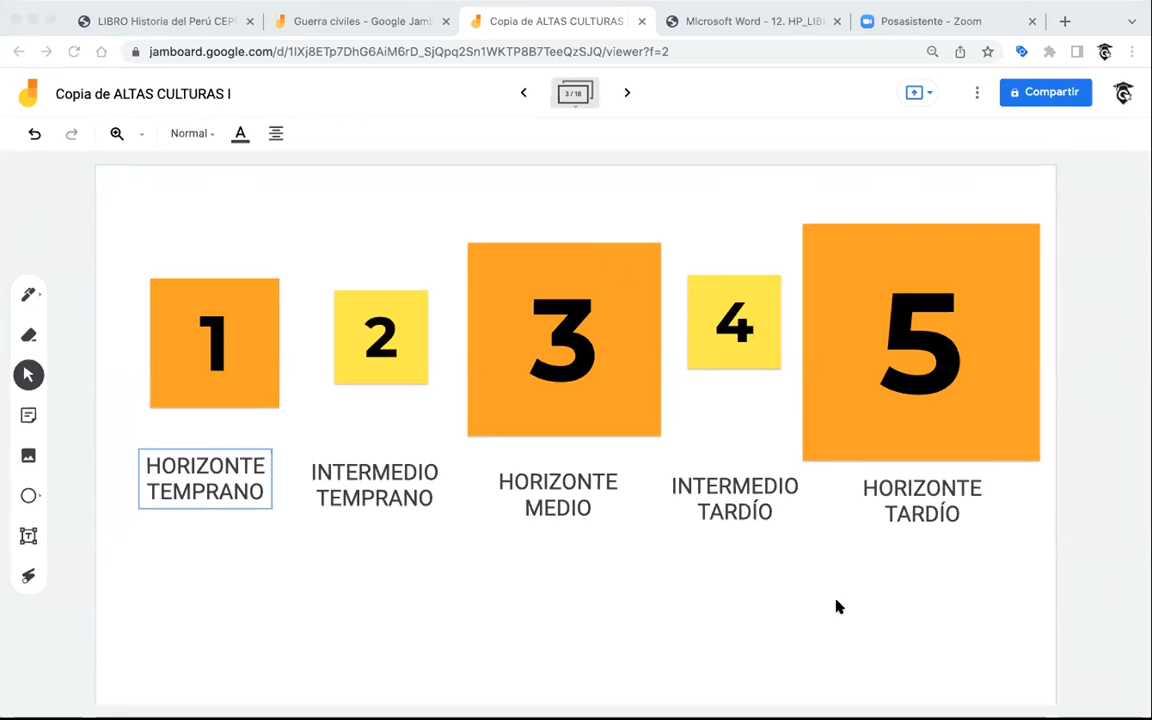 LIBRO Historia del Perú CEPI
Guerra civiles - Google Jamb
Copia de ALTAS CULTURAS
Microsoft Word - 12. HP_LIB
Posasistente - Zoom
jamboard.google.com/d/1IXj8ETp7DhG6AiM6rD_SjQpq2Sn1WKTP8B7TeeQzSJQ/viewer?f=2
Copia de ALTAS CULTURAS I
3 / 18
Compartir
Normal
1
2
3
4
5
HORIZONTE
TEMPRANO
INTERMEDIO
TEMPRANO
HORIZONTE
MEDIO
INTERMEDIO
TARDÍO
HORIZONTE
TARDÍO